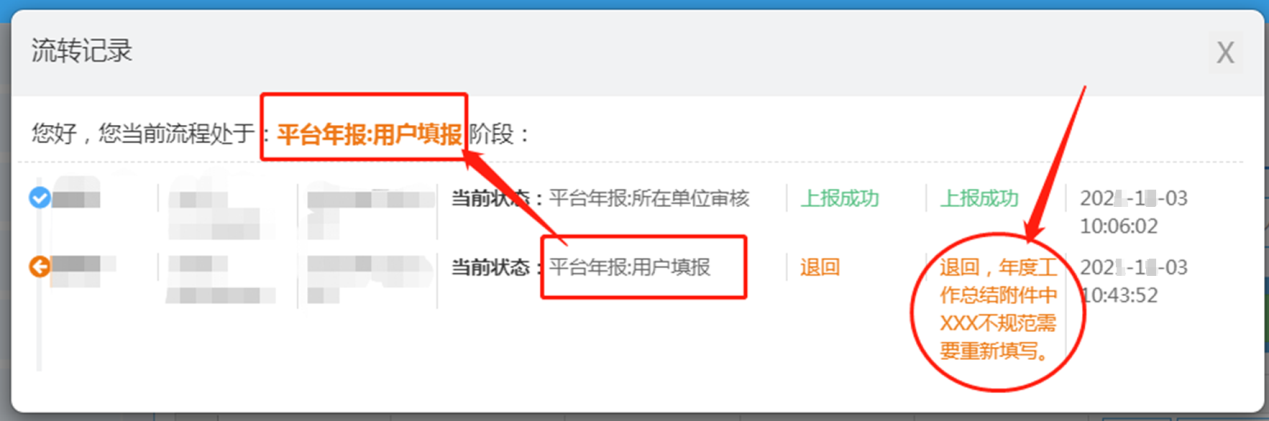 流转记录
X
您好，您当前流程处于：平台年报:用户填报 阶段：
当前状态：平台年报:所在单位审核 上报成功 上报成功
10:06:02
当前状态：平台年报:用户填报 退回 退回，年度工
作总结附件中
XXX不规范需
要重新填写。
10:43:52